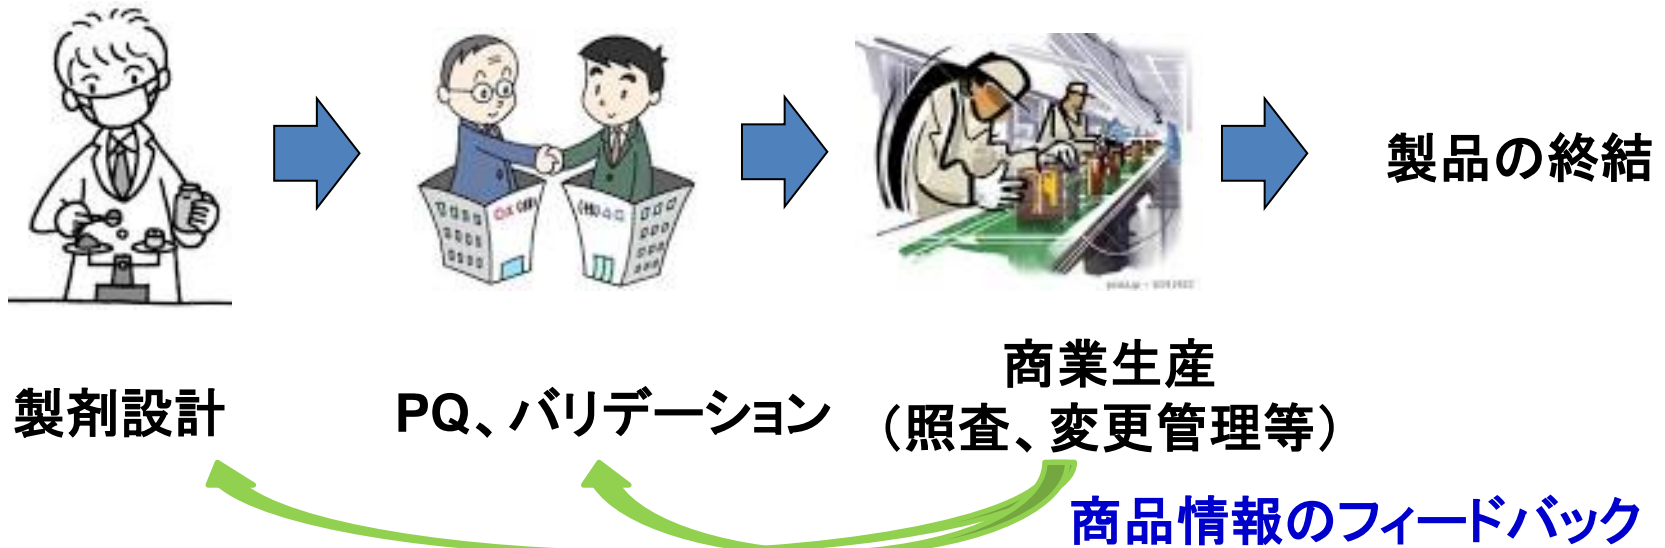 製品の終結
製剤設計
PQ、バリデーション
商業生産
（照査、変更管理等）
商品情報のフィードバック